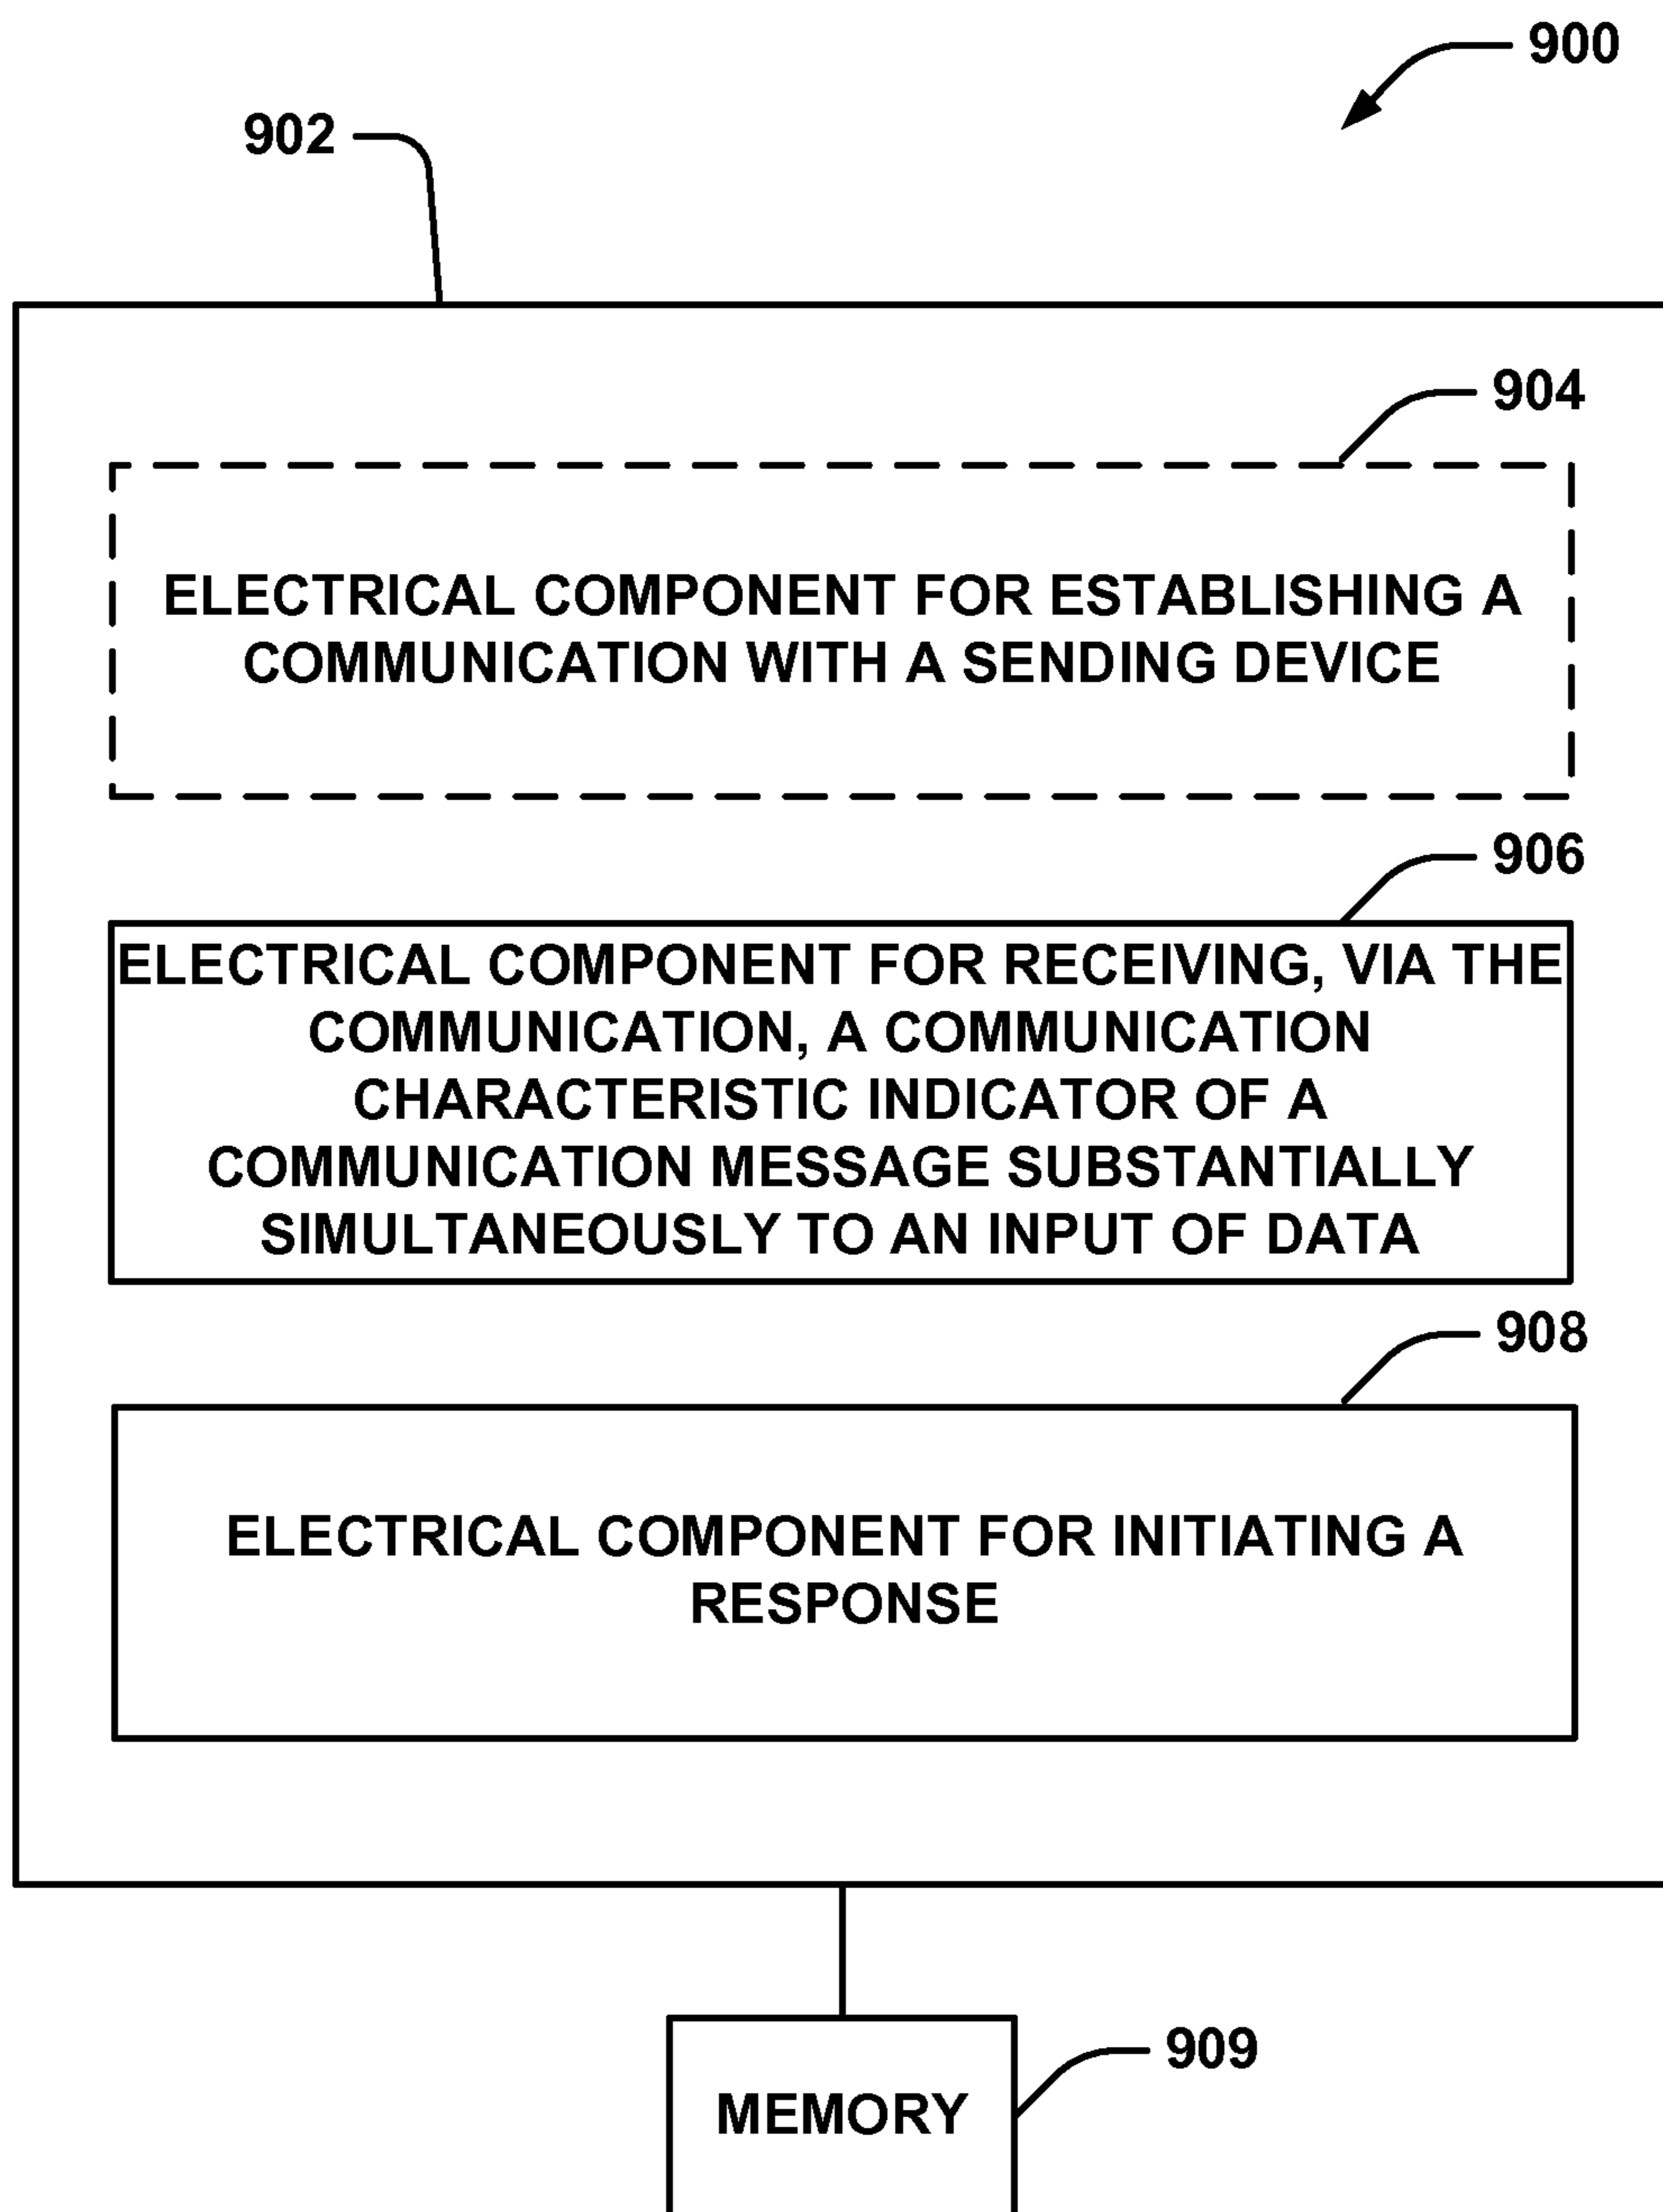 900
902
904
ELECTRICAL COMPONENT FOR ESTABLISHING A
COMMUNICATION WITH A SENDING DEVICE
906
ELECTRICAL COMPONENT FOR RECEIVING, VIA THE
COMMUNICATION, A COMMUNICATION
CHARACTERISTIC INDICATOR OF A
COMMUNICATION MESSAGE SUBSTANTIALLY
SIMULTANEOUSLY TO AN INPUT OF DATA
908
ELECTRICAL COMPONENT FOR INITIATING A
RESPONSE
909
MEMORY